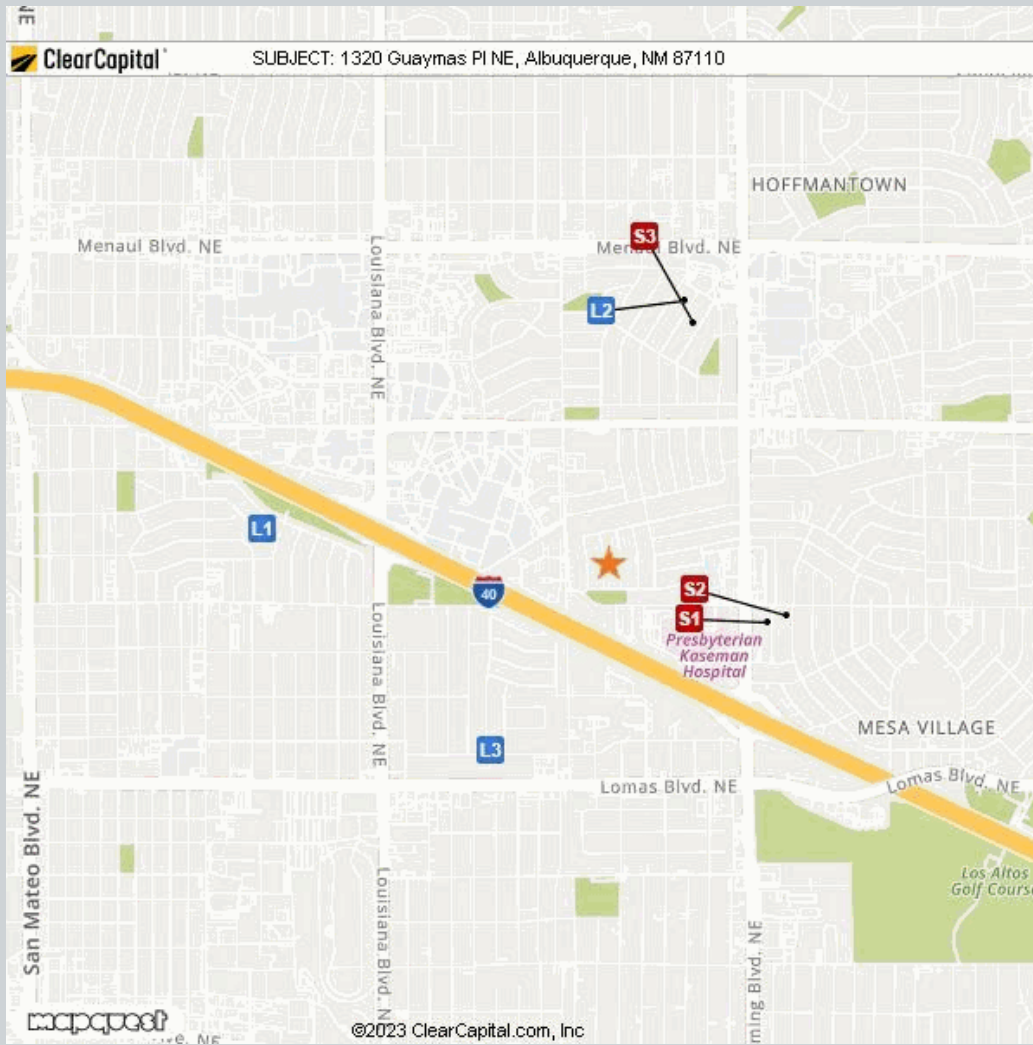 NE
ClearCapital
SUBJECT: 1320 Guaymas Pl NE, Albuquerque, NM 87110
HOFFMANTOWN
S3
Menaul Blvd. NE
Menaul Blvd. NE
Louisiana Blvd. NE
L2
L1
40
S2
S1
Presbyterian
Kaseman
Hospital
Louisiana Blvd. NE
MESA VILLAGE
L3
Lomas Blvd. NE
Lomas Blvd. NE
San Mateo Blvd. NE
Louisiana Blvd. N
Los Altos
Golf Course
ming Blvd. NE
mapquest
©2023 ClearCapital.com, Inc
ve. NE